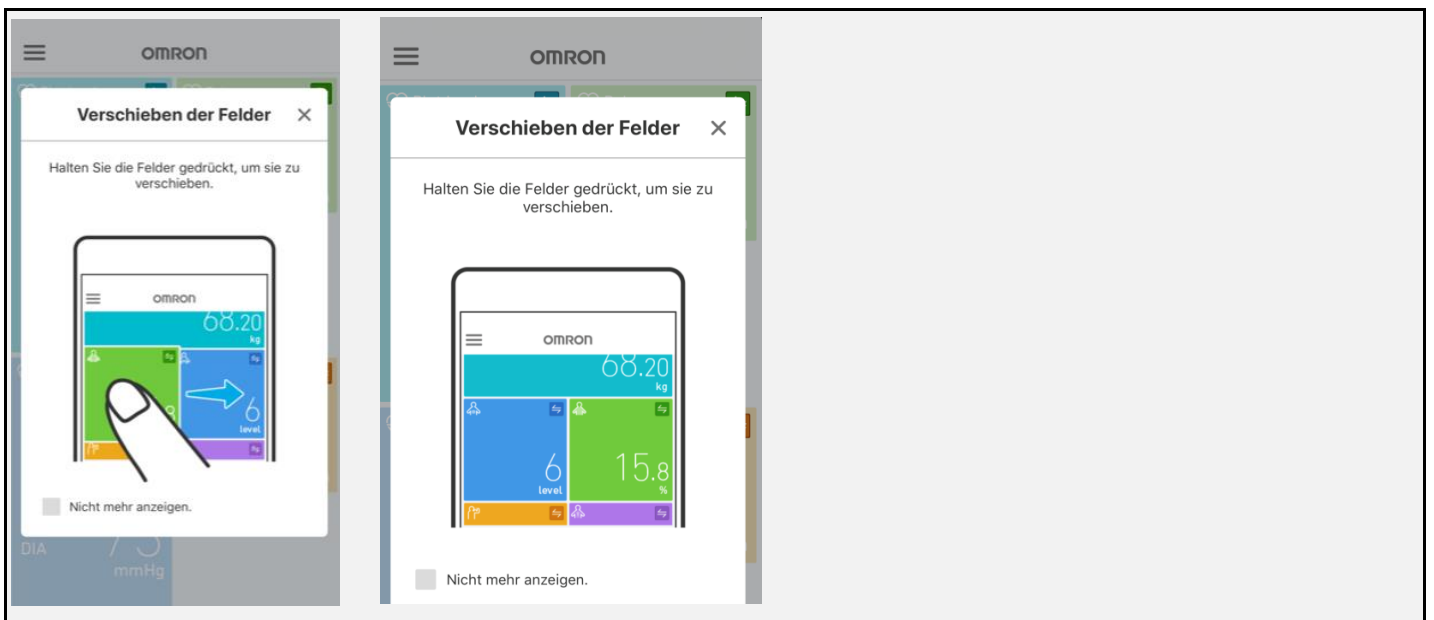 OMRON
Verschieben der Felder
Halten Sie die Felder gedrückt, um sie zu
verschieben.
OMRON
68.20
kg
8
6
level
Nicht mehr anzeigen.
DIA
mmHg
OMRON
Verschieben der Felder
Halten Sie die Felder gedrückt, um sie zu
verschieben.
OMRON
68.20
kg
6
level
15.8
%
Nicht mehr anzeigen.